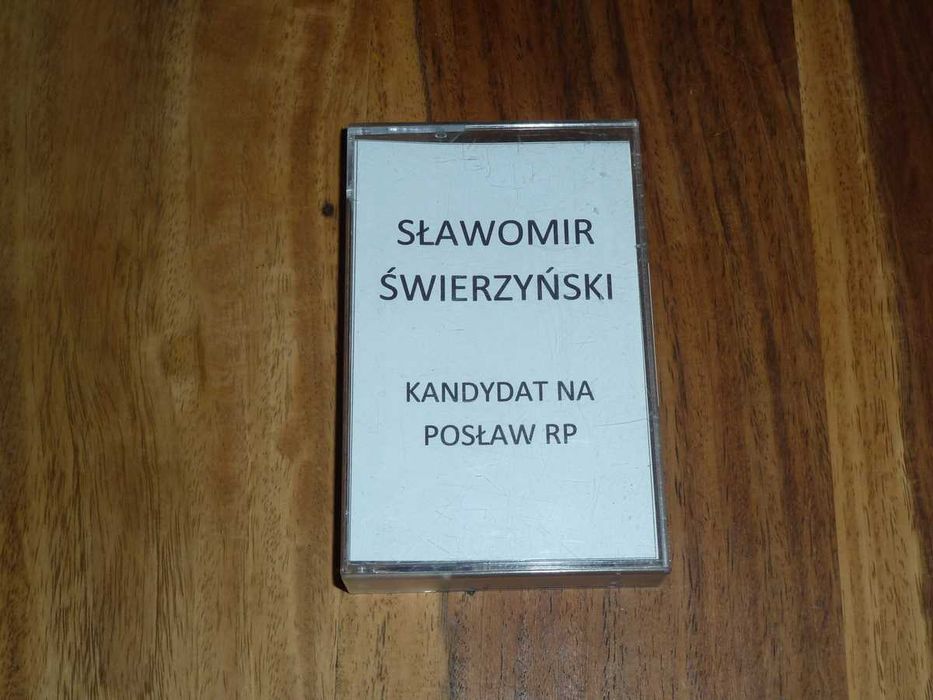 SŁAWOMIR
ŚWIERZYŃSKI
KANDYDAT NA
POSŁAW RP